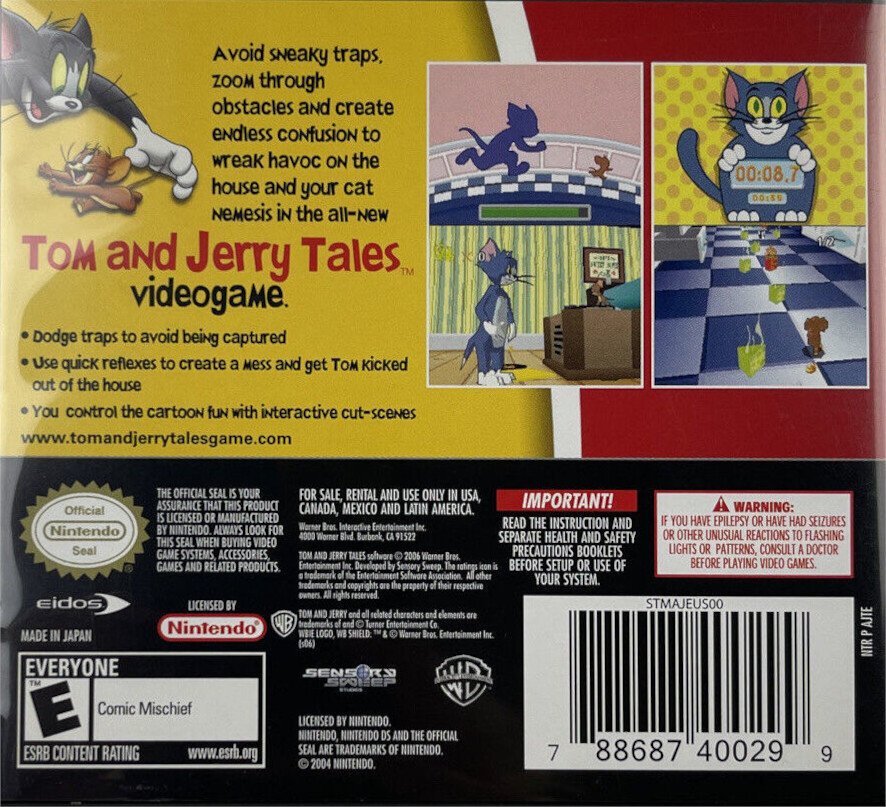 Avoid sneaky traps,
zoom through
obstacles and create
endless confusion to
wreak havoc on the
house and your cat
nemesis in the all-new
Tom and Jerry Tales™
videogame.
• Dodge traps to avoid being captured
• Use quick reflexes to create a mess and get Tom kicked
out of the house
• You control the cartoon fun with interactive cut-scenes
www.tomandjerrytalesgame.com
00:08.7
1/2
Official
Nintendo
Seal
THE OFFICIAL SEAL IS YOUR
ASSURANCE THAT THIS PRODUCT
IS LICENSED OR MANUFACTURED
BY NINTENDO. ALWAYS LOOK FOR
THIS SEAL WHEN BUYING VIDEO
GAME SYSTEMS, ACCESSORIES,
GAMES AND RELATED PRODUCTS.
eidos
MADE IN JAPAN
LICENSED BY
Nintendo®
EVERYONE
TM
E
Comic Mischief
ESRB CONTENT RATING www.esrb.org
FOR SALE, RENTAL AND USE ONLY IN USA,
CANADA, MEXICO AND LATIN AMERICA.
Warner Bros. Interactive Entertainment Inc.
4000 Warner Blvd. Burbank, CA 91522
TOM AND JERRY TALES software © 2006 Warner Bros.
Entertainment Inc. Developed by Sensory Sweep. The ratings icon is
a trademark of the Entertainment Software Association. All other
trademarks and copyrights are the property of their respective
owners. All rights reserved.
WB
TOM AND JERRY and all related characters and elements are
trademarks of and © Turner Entertainment Co.
WBIE LOGO, WB SHIELD: ™ & © Warner Bros. Entertainment Inc.
(s06)
SENSORY
SWEEP
STUDIOS
WB
LICENSED BY NINTENDO.
NINTENDO, NINTENDO DS AND THE OFFICIAL
SEAL ARE TRADEMARKS OF NINTENDO.
© 2004 NINTENDO.
IMPORTANT!
READ THE INSTRUCTION AND
SEPARATE HEALTH AND SAFETY
PRECAUTIONS BOOKLETS
BEFORE SETUP OR USE OF
YOUR SYSTEM.
WARNING:
IF YOU HAVE EPILEPSY OR HAVE HAD SEIZURES
OR OTHER UNUSUAL REACTIONS TO FLASHING
LIGHTS OR PATTERNS, CONSULT A DOCTOR
BEFORE PLAYING VIDEO GAMES.
STMAJEUS00
7 88687 40029 9
NTR P AJTE